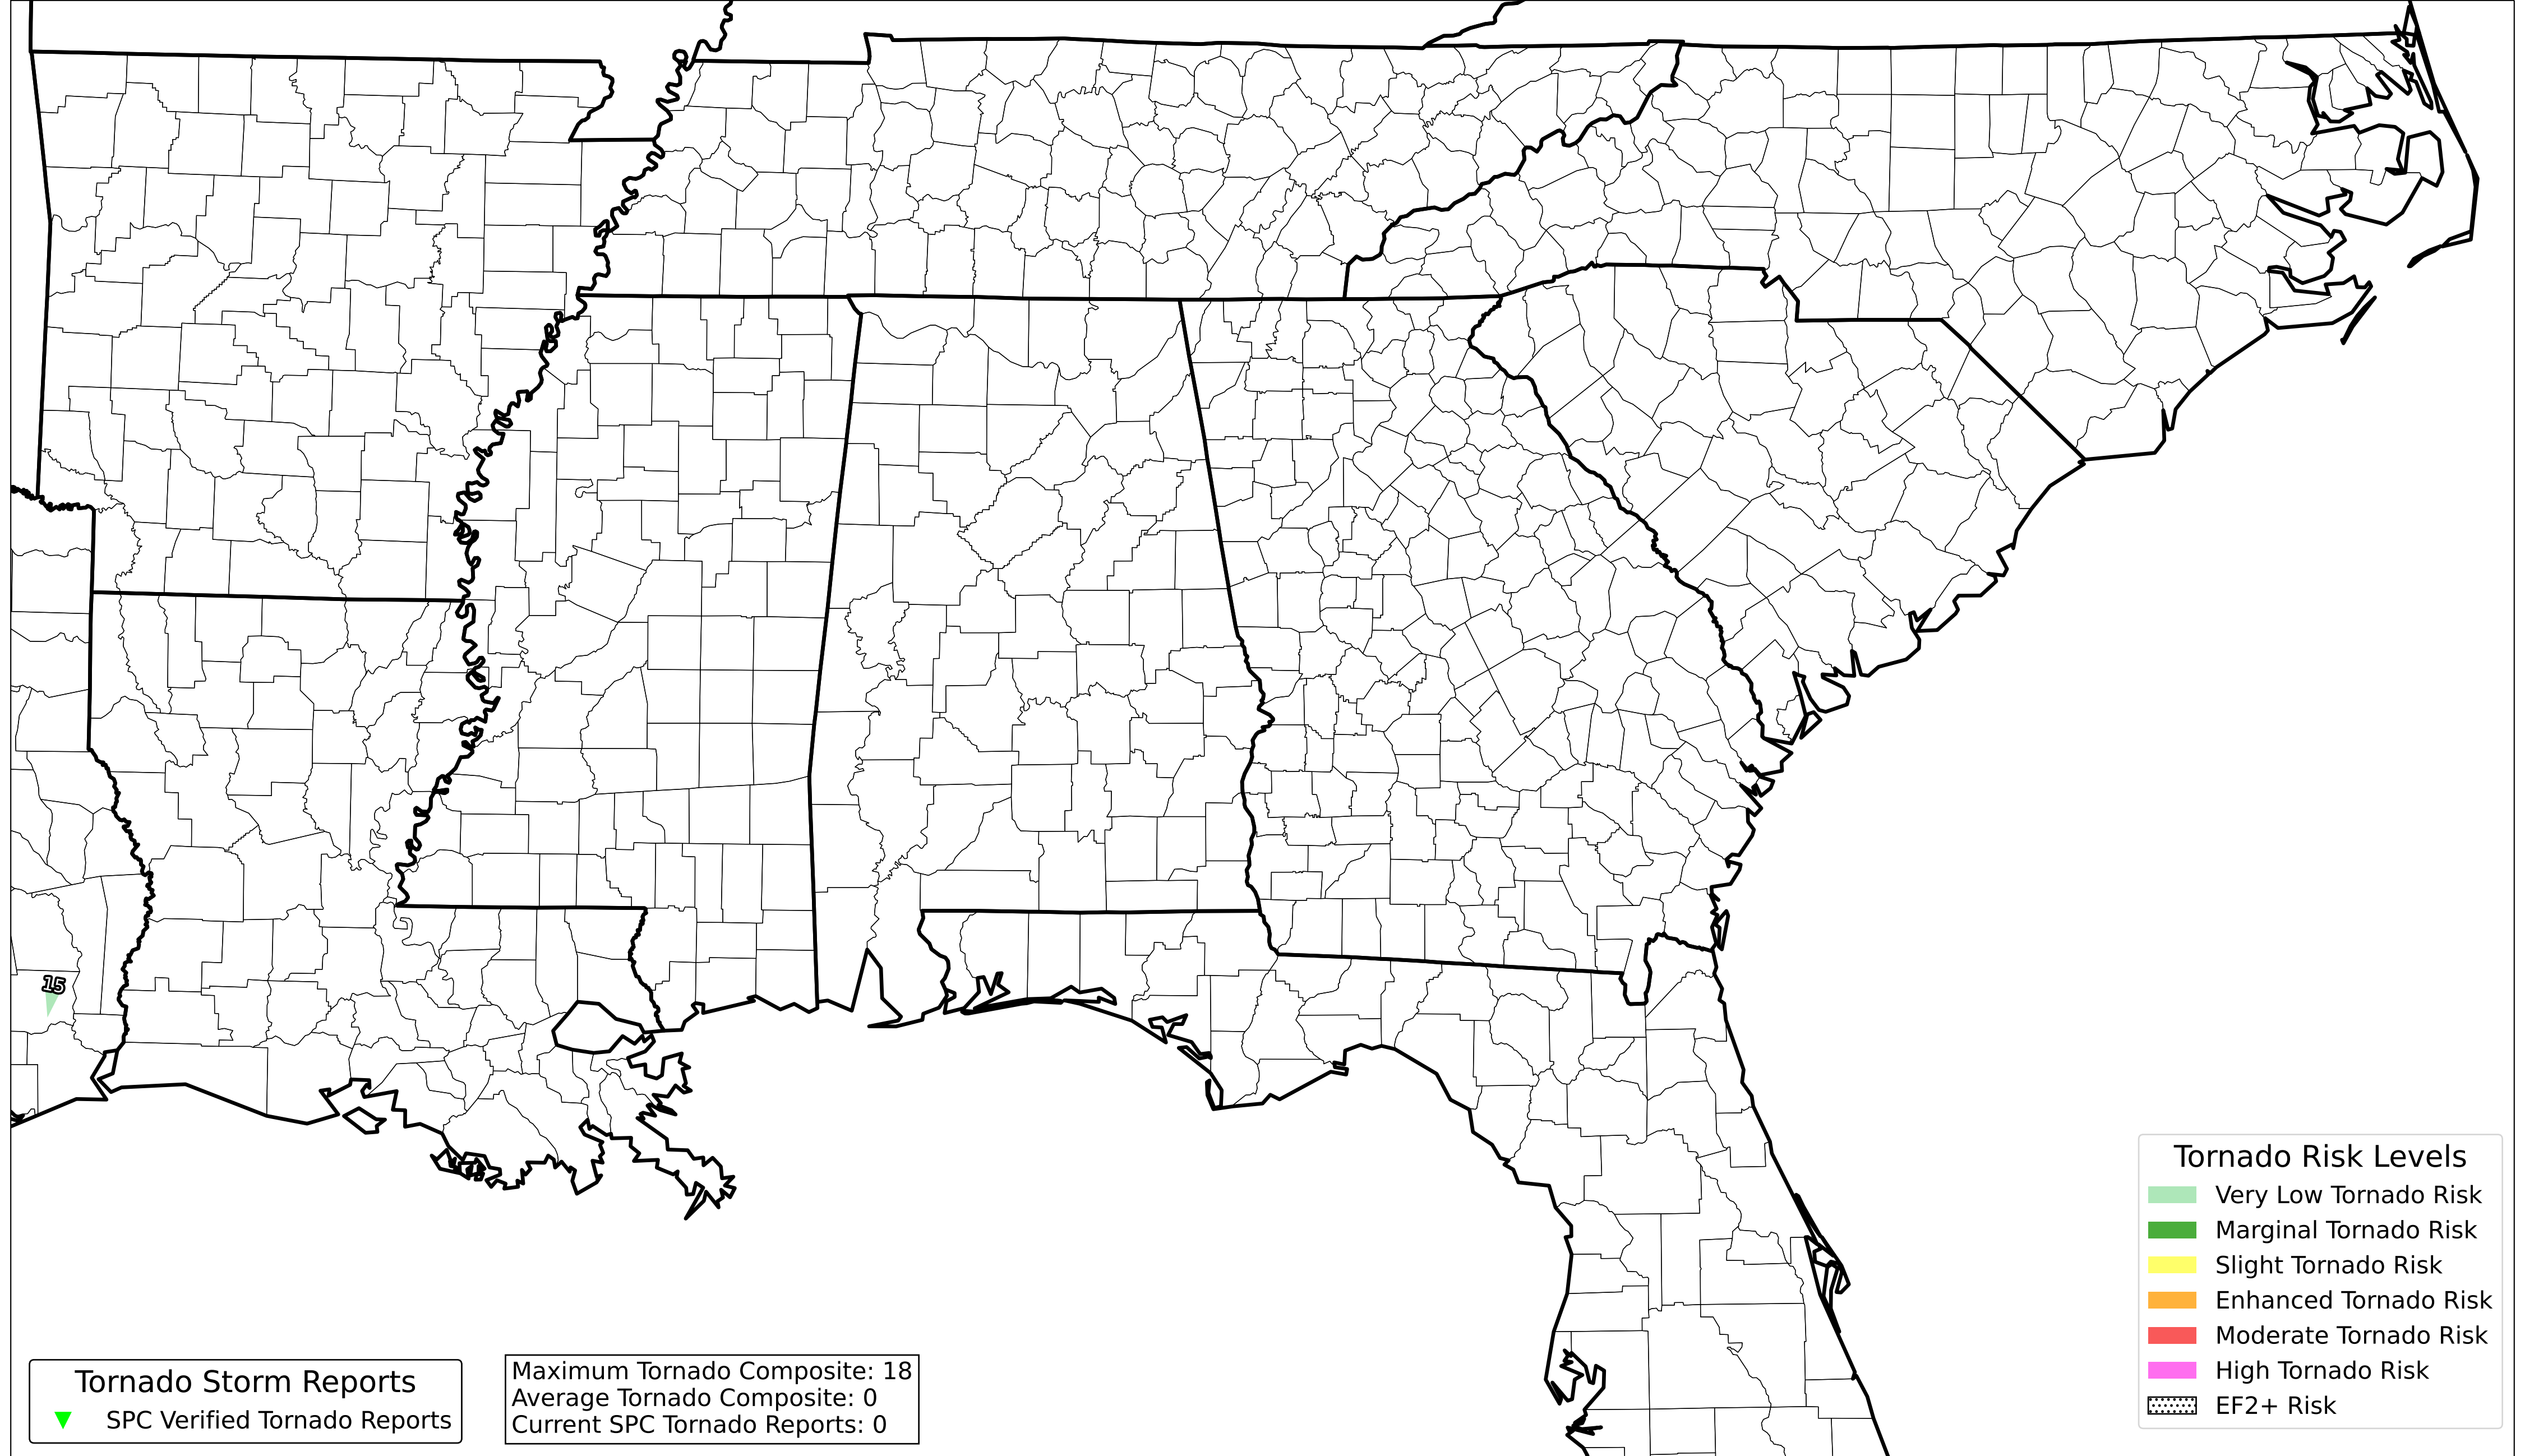 15
Tornado Storm Reports
SPC Verified Tornado Reports
Maximum Tornado Composite: 18
Average Tornado Composite: 0
Current SPC Tornado Reports: 0
Tornado Risk Levels
Very Low Tornado Risk
Marginal Tornado Risk
Slight Tornado Risk
Enhanced Tornado Risk
Moderate Tornado Risk
High Tornado Risk
EF2+ Risk